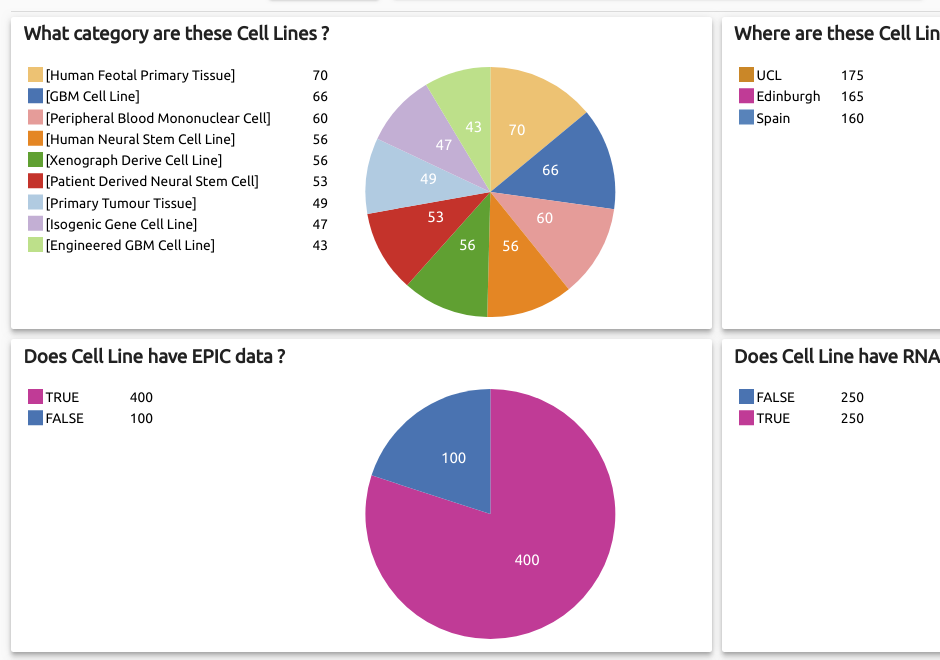 What category are these Cell Lines ?
[Human Feotal Primary Tissue] 70
[GBM Cell Line] 66
[Peripheral Blood Mononuclear Cell] 60
[Human Neural Stem Cell Line] 56
[Xenograph Derive Cell Line] 56
[Patient Derived Neural Stem Cell] 53
[Primary Tumour Tissue] 49
[Isogenic Gene Cell Line] 47
[Engineered GBM Cell Line] 43
43
70
47
66
49
53
60
56
56
Where are these Cell Lin
UCL 175
Edinburgh 165
Spain 160
Does Cell Line have EPIC data ?
TRUE 400
FALSE 100
100
400
Does Cell Line have RNA
FALSE 250
TRUE 250